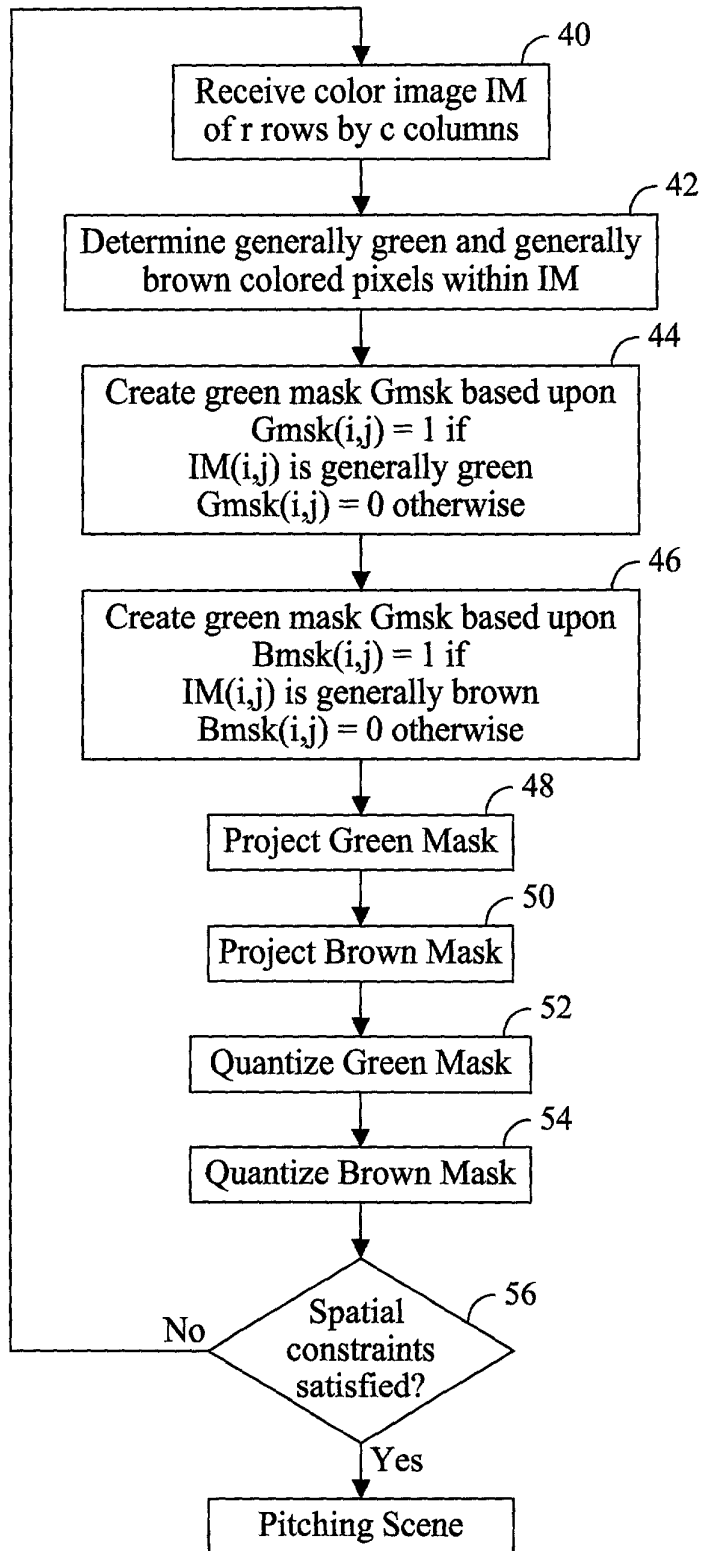 40
Receive color image IM
of r rows by c columns
42
Determine generally green and generally
brown colored pixels within IM
44
Create green mask Gmsk based upon
Gmsk(i,j) = 1 if
IM(i,j) is generally green
Gmsk(i,j) = 0 otherwise
46
Create green mask Gmsk based upon
Bmsk(i,j) = 1 if
IM(i,j) is generally brown
Bmsk(i,j) = 0 otherwise
48
Project Green Mask
50
Project Brown Mask
52
Quantize Green Mask
54
Quantize Brown Mask
56
Spatial
constraints
satisfied?
No
Yes
Pitching Scene